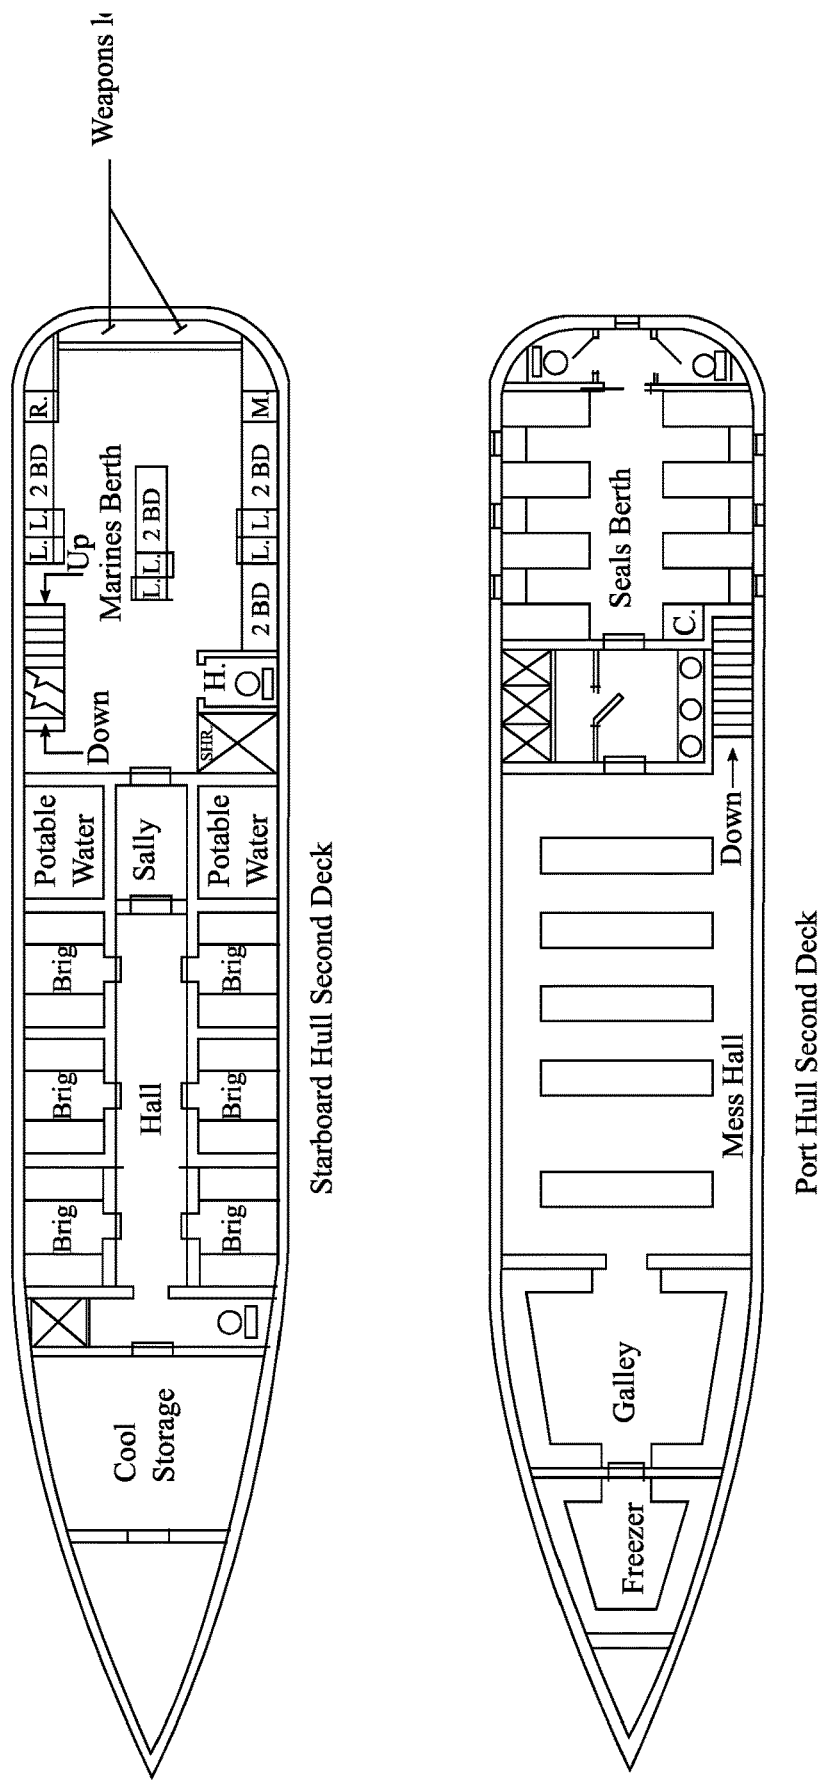 Weapons
R.
2 BD
L. L.
Up
Marines Berth
2 BD
L. L.
M.
2 BD
L. L.
2 BD
H.
SHR.
Down
Potable
Water
Sally
Potable
Water
Brig
Brig
Brig
Hall
Brig
Brig
Brig
Cool
Storage
Starboard Hull Second Deck
Seals Berth
C.
Down
Mess Hall
Galley
Freezer
Port Hull Second Deck